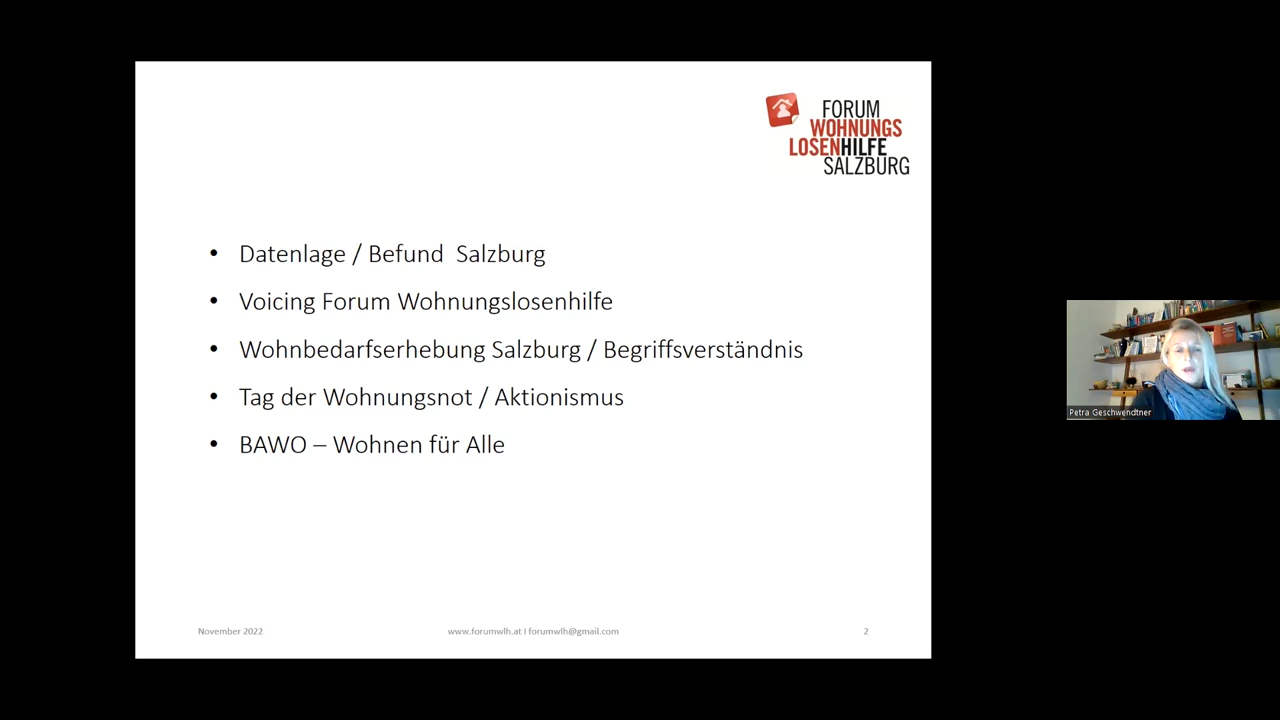 FORUM
WOHNUNGS
LOSENHILFE
SALZBURG
• Datenlage / Befund  Salzburg
• Voicing Forum Wohnungslosenhilfe
• Wohnbedarfserhebung Salzburg / Begriffsverständnis
• Tag der Wohnungsnot / Aktionismus
• BAWO – Wohnen für Alle
Petra Geschwendtner
November 2022
www.forumwlh.at I forumwlh@gmail.com
2